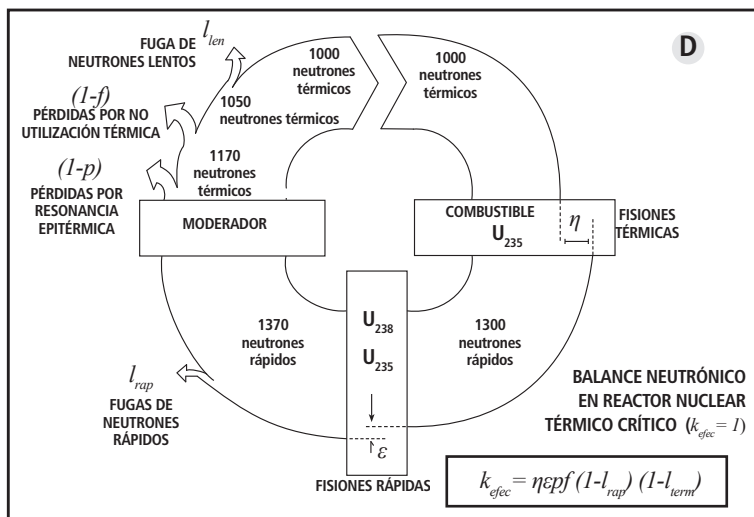 D
l_len
FUGA DE
NEUTRONES LENTOS
1000
neutrones
térmicos
1000
neutrones
térmicos
(1-f)
PÉRDIDAS POR NO
UTILIZACIÓN TÉRMICA
1050
neutrones térmicos
(1-p)
PÉRDIDAS POR
RESONANCIA
EPITÉRMICA
1170
neutrones
térmicos
MODERADOR
COMBUSTIBLE
U_235
η
FISIONES
TÉRMICAS
1370
neutrones
rápidos
U_238
U_235
1300
neutrones
rápidos
l_rap
FUGAS DE
NEUTRONES
RÁPIDOS
ε
FISIONES RÁPIDAS
BALANCE NEUTRÓNICO
EN REACTOR NUCLEAR
TÉRMICO CRÍTICO (k_efec = 1)
k_efec = ηεpf (1-l_rap) (1-l_term)